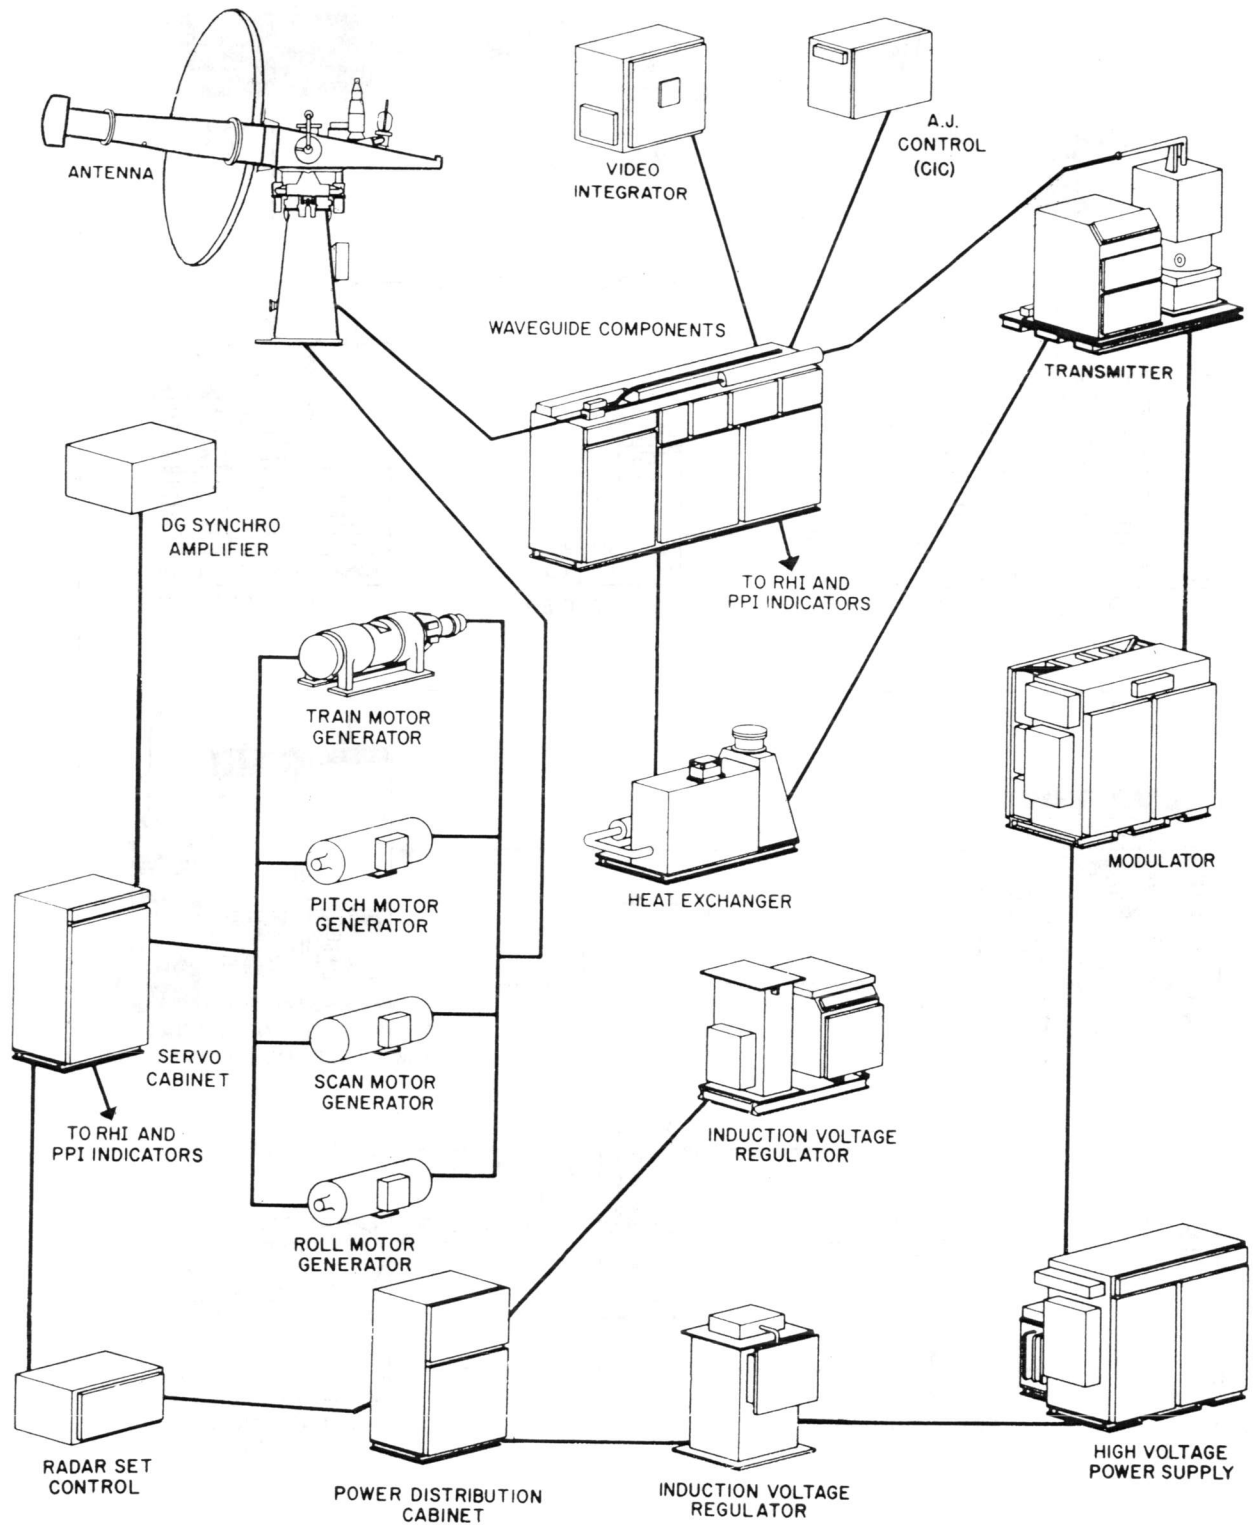 ANTENNA
VIDEO
INTEGRATOR
A.J.
CONTROL
(CIC)
WAVEGUIDE COMPONENTS
TRANSMITTER
DG SYNCHRO
AMPLIFIER
TO RHI AND
PPI INDICATORS
TRAIN MOTOR
GENERATOR
MODULATOR
PITCH MOTOR
GENERATOR
HEAT EXCHANGER
SERVO
CABINET
SCAN MOTOR
GENERATOR
TO RHI AND
PPI INDICATORS
INDUCTION VOLTAGE
REGULATOR
ROLL MOTOR
GENERATOR
RADAR SET
CONTROL
POWER DISTRIBUTION
CABINET
INDUCTION VOLTAGE
REGULATOR
HIGH VOLTAGE
POWER SUPPLY